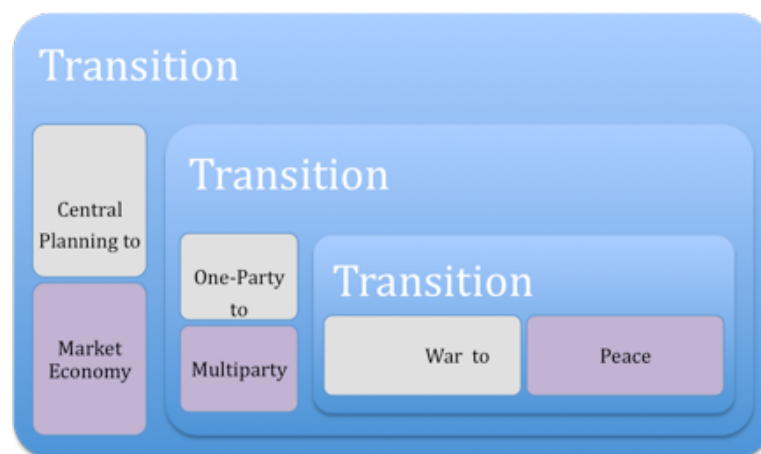 Transition
Central
Planning to
Market
Economy
Transition
One-Party
to
Multiparty
Transition
War to
Peace